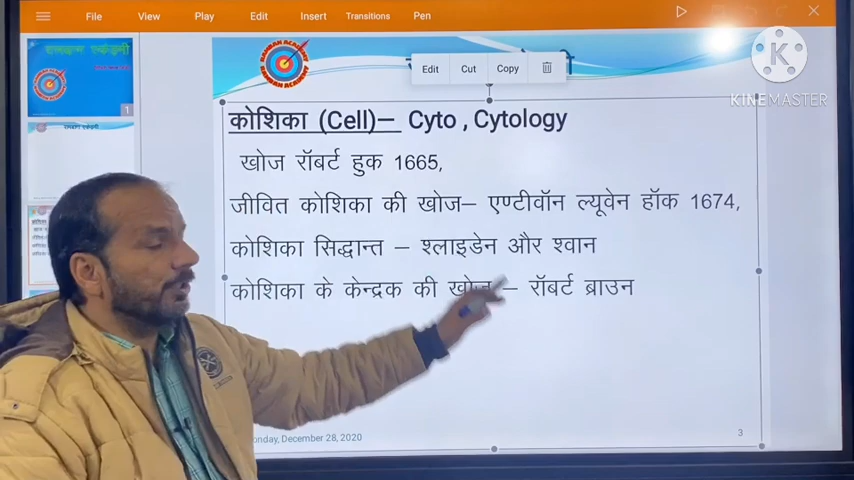 File View Play Edit Insert Transitions Pen
K
KINEMASTER
Edit Cut Copy
कोशिका (Cell)– Cyto , Cytology
खोज रॉबर्ट हुक 1665,
जीवित कोशिका की खोज– एण्टीवॉन ल्यूवेन हॉक 1674,
कोशिका सिद्धान्त – श्लाइडेन और श्वान
कोशिका के केन्द्रक की खोज – रॉबर्ट ब्राउन
1
onday, December 28, 2020
3